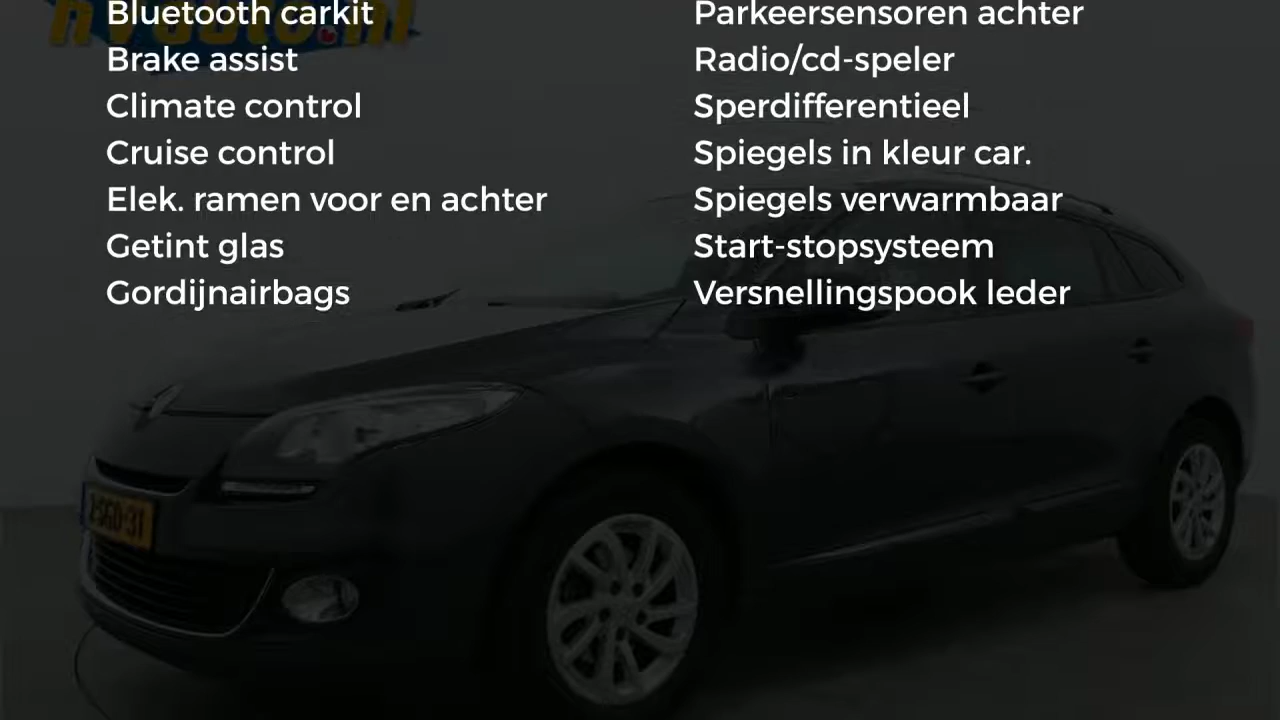 Bluetooth carkit
Brake assist
Climate control
Cruise control
Elek. ramen voor en achter
Getint glas
Gordijnairbags
Parkeersensoren achter
Radio/cd-speler
Sperdifferentieel
Spiegels in kleur car.
Spiegels verwarmbaar
Start-stopsysteem
Versnellingspook leder